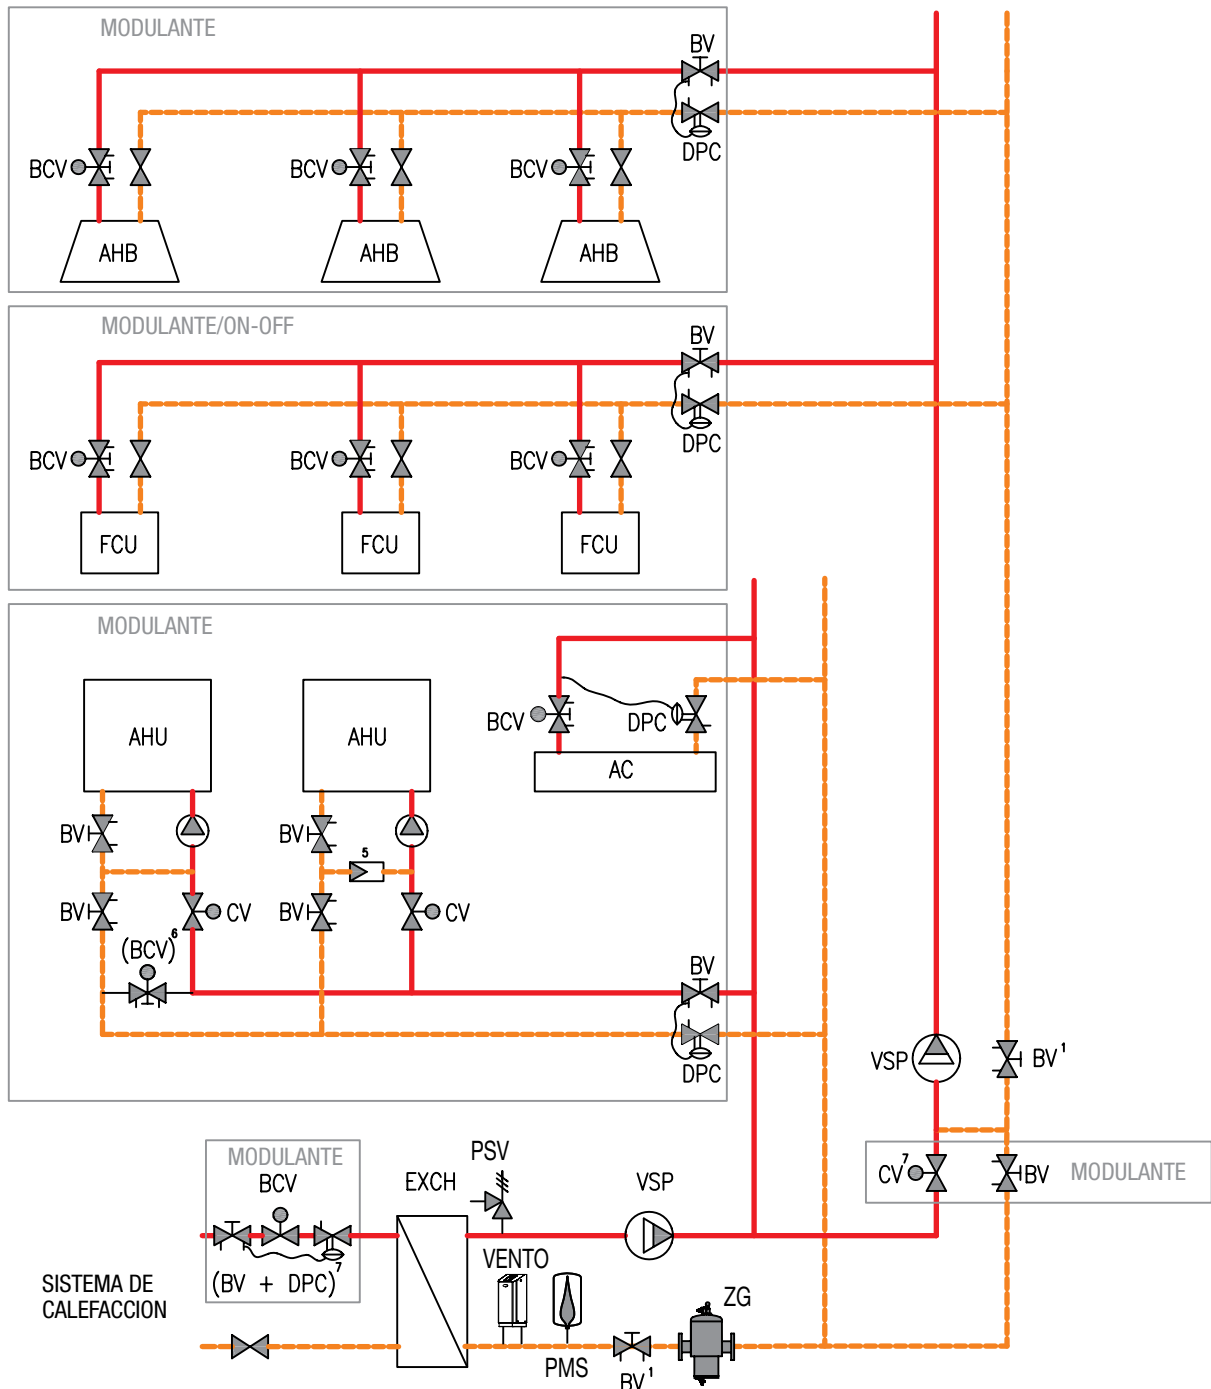 MODULANTE
BV
DPC
BCV
BCV
BCV
AHB
AHB
AHB
MODULANTE/ON-OFF
BV
DPC
BCV
BCV
BCV
FCU
FCU
FCU
MODULANTE
AHU
AHU
BCV
DPC
AC
BV
BV
5
BV
CV
BV
CV
(BCV)⁶
BV
DPC
VSP
BV¹
MODULANTE
BCV
(BV + DPC)⁷
EXCH
PSV
VSP
CV⁷
BV
MODULANTE
SISTEMA DE
CALEFACCION
VENTO
PMS
BV¹
ZG